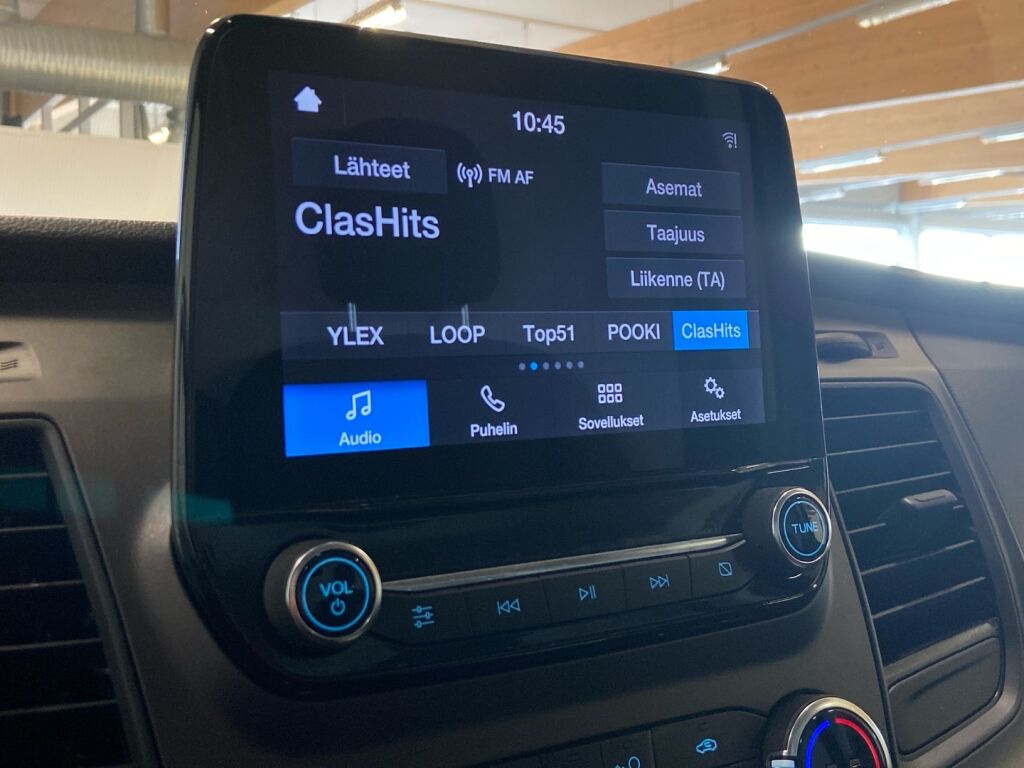 10:45
Lähteet
FM AF
Asemat
ClasHits
Taajuus
Liikenne (TA)
YLEX LOOP Top51 POOKI ClasHits
Audio Puhelin Sovellukset Asetukset
VOL
TUNE